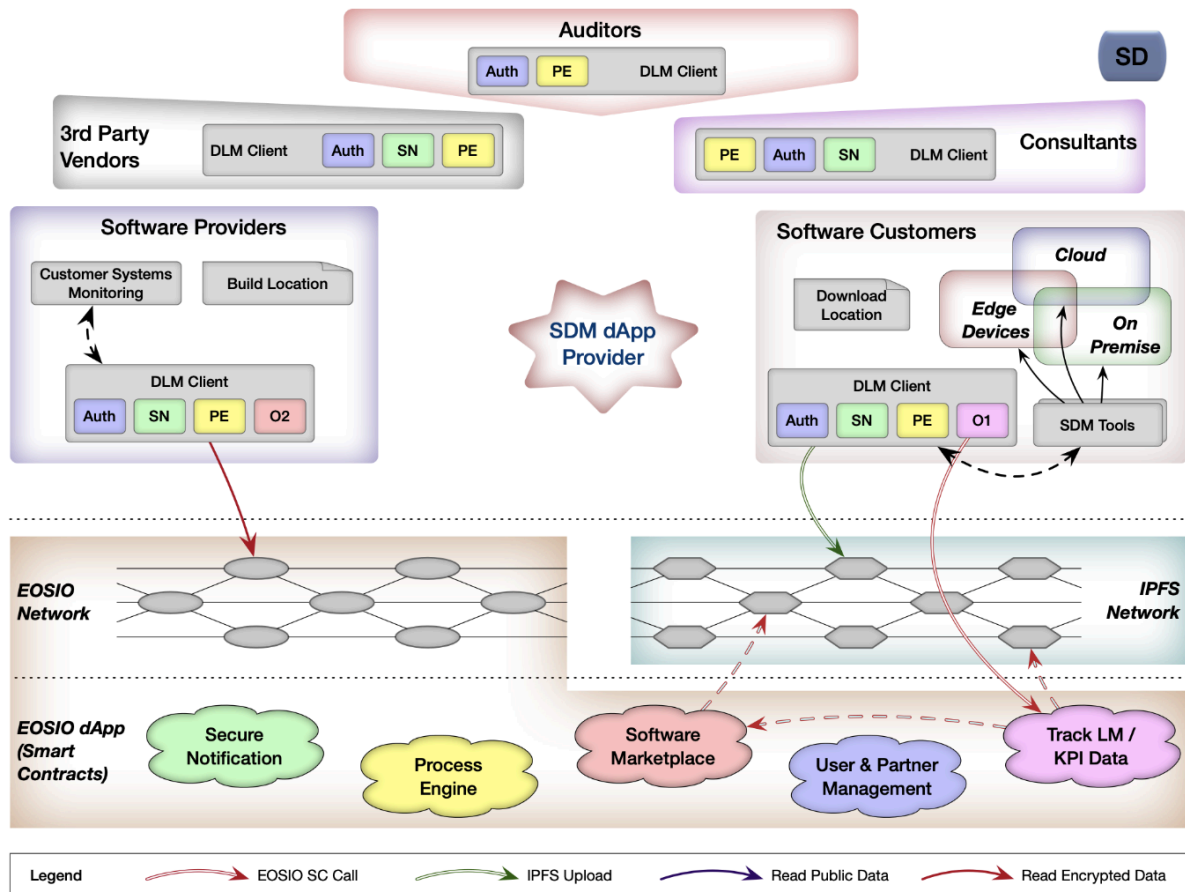 Auditors
Auth
PE
DLM Client
SD
3rd Party
Vendors
DLM Client
Auth
SN
PE
PE
Auth
SN
DLM Client
Consultants
Software Providers
Customer Systems
Monitoring
Build Location
DLM Client
Auth
SN
PE
O2
SDM dApp
Provider
Software Customers
Cloud
Download
Location
Edge
Devices
On
Premise
DLM Client
Auth
SN
PE
O1
SDM Tools
EOSIO
Network
IPFS
Network
EOSIO dApp
(Smart
Contracts)
Secure
Notification
Process
Engine
Software
Marketplace
User & Partner
Management
Track LM /
KPI Data
Legend
EOSIO SC Call
IPFS Upload
Read Public Data
Read Encrypted Data